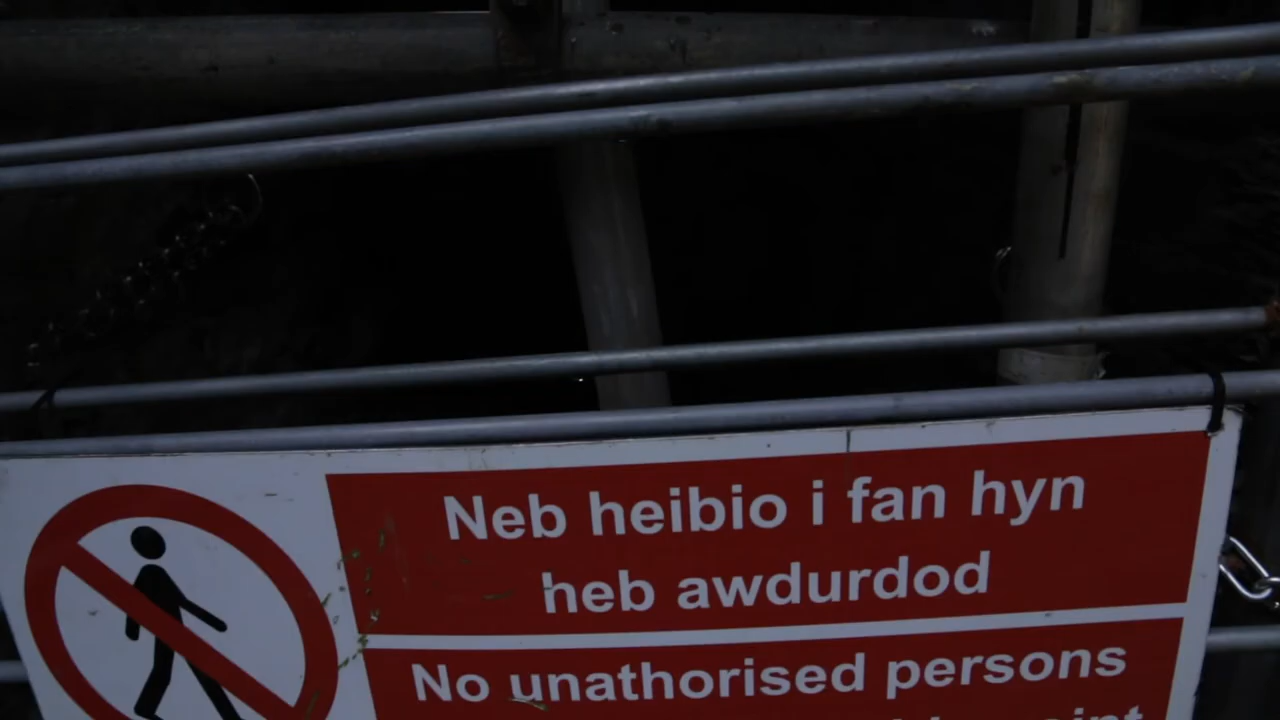 Neb heibio i fan hyn
heb awdurdod
No unathorised persons